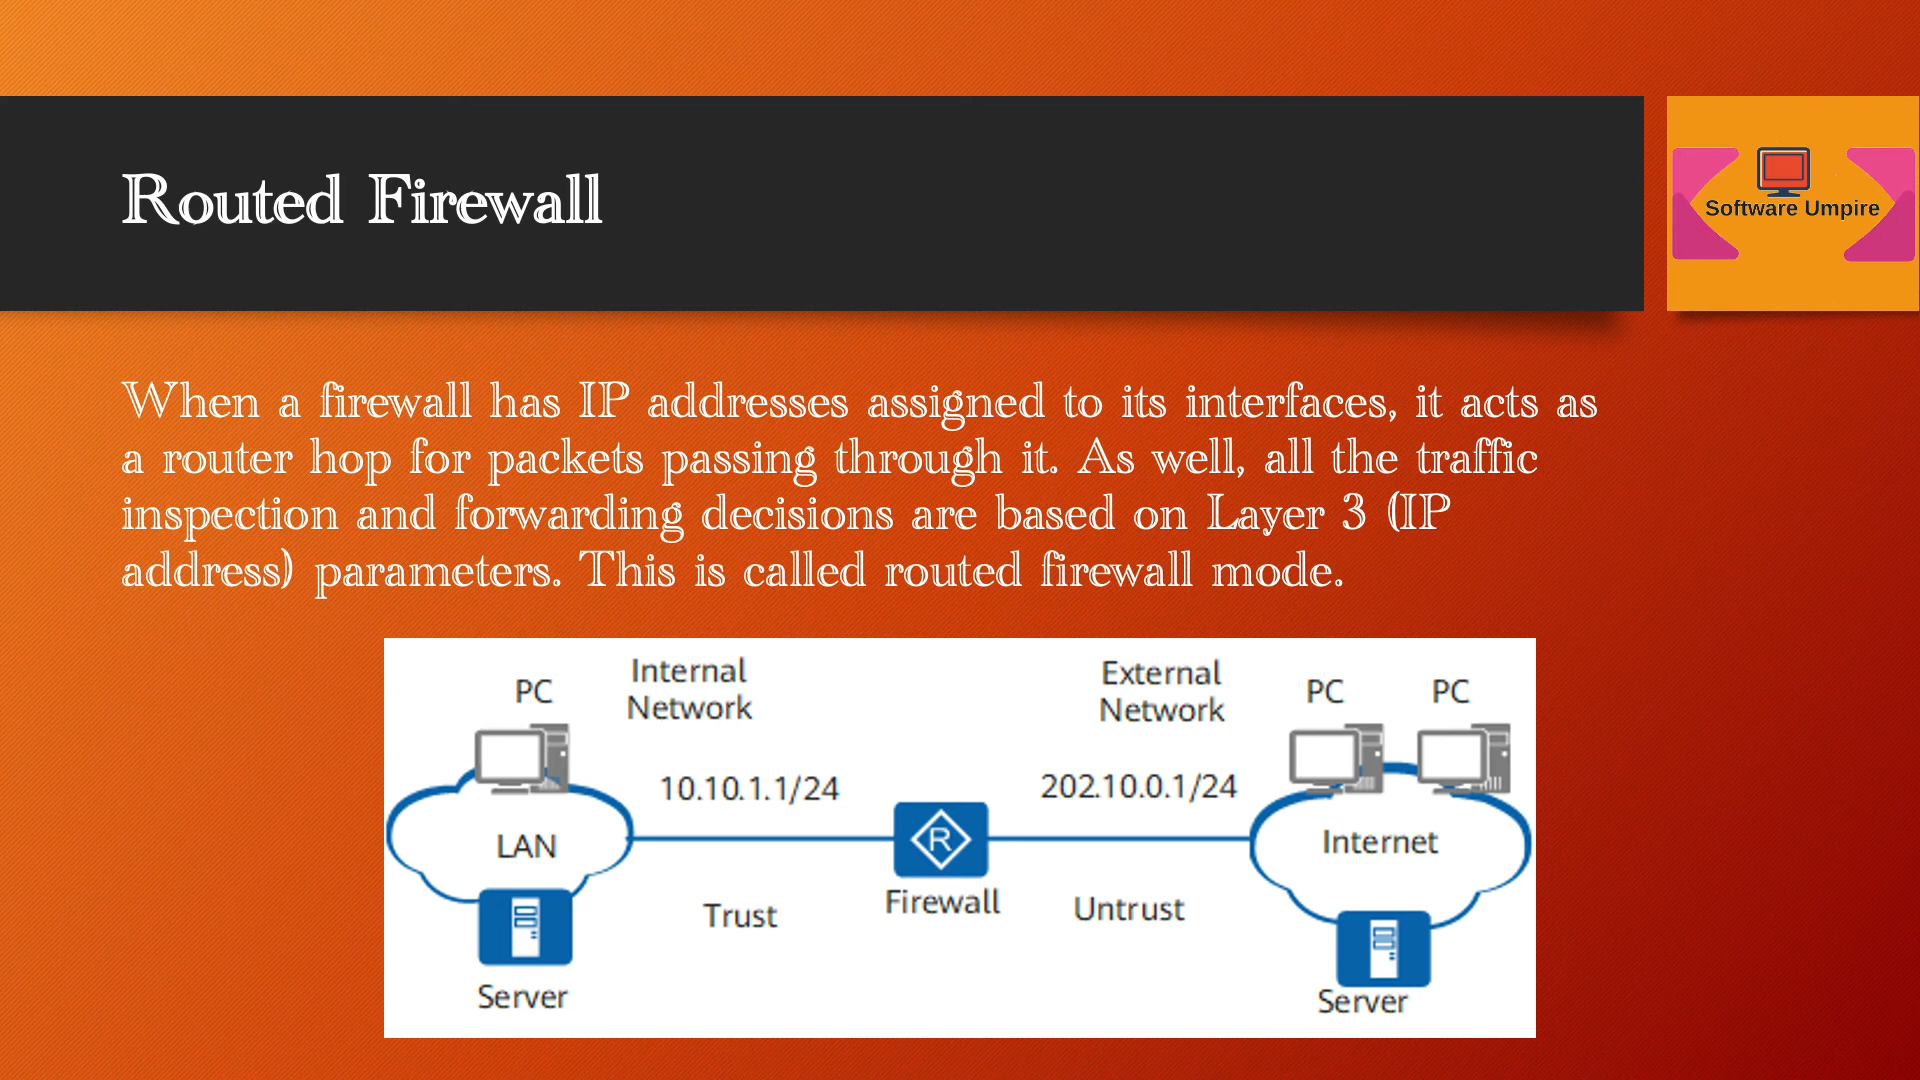 Routed Firewall
Software Umpire
When a firewall has IP addresses assigned to its interfaces, it acts as
a router hop for packets passing through it. As well, all the traffic
inspection and forwarding decisions are based on Layer 3 (IP
address) parameters. This is called routed firewall mode.
PC
Internal
Network
External
Network
PC
PC
10.10.1.1/24
202.10.0.1/24
LAN
R
Internet
Trust
Firewall
Untrust
Server
Server